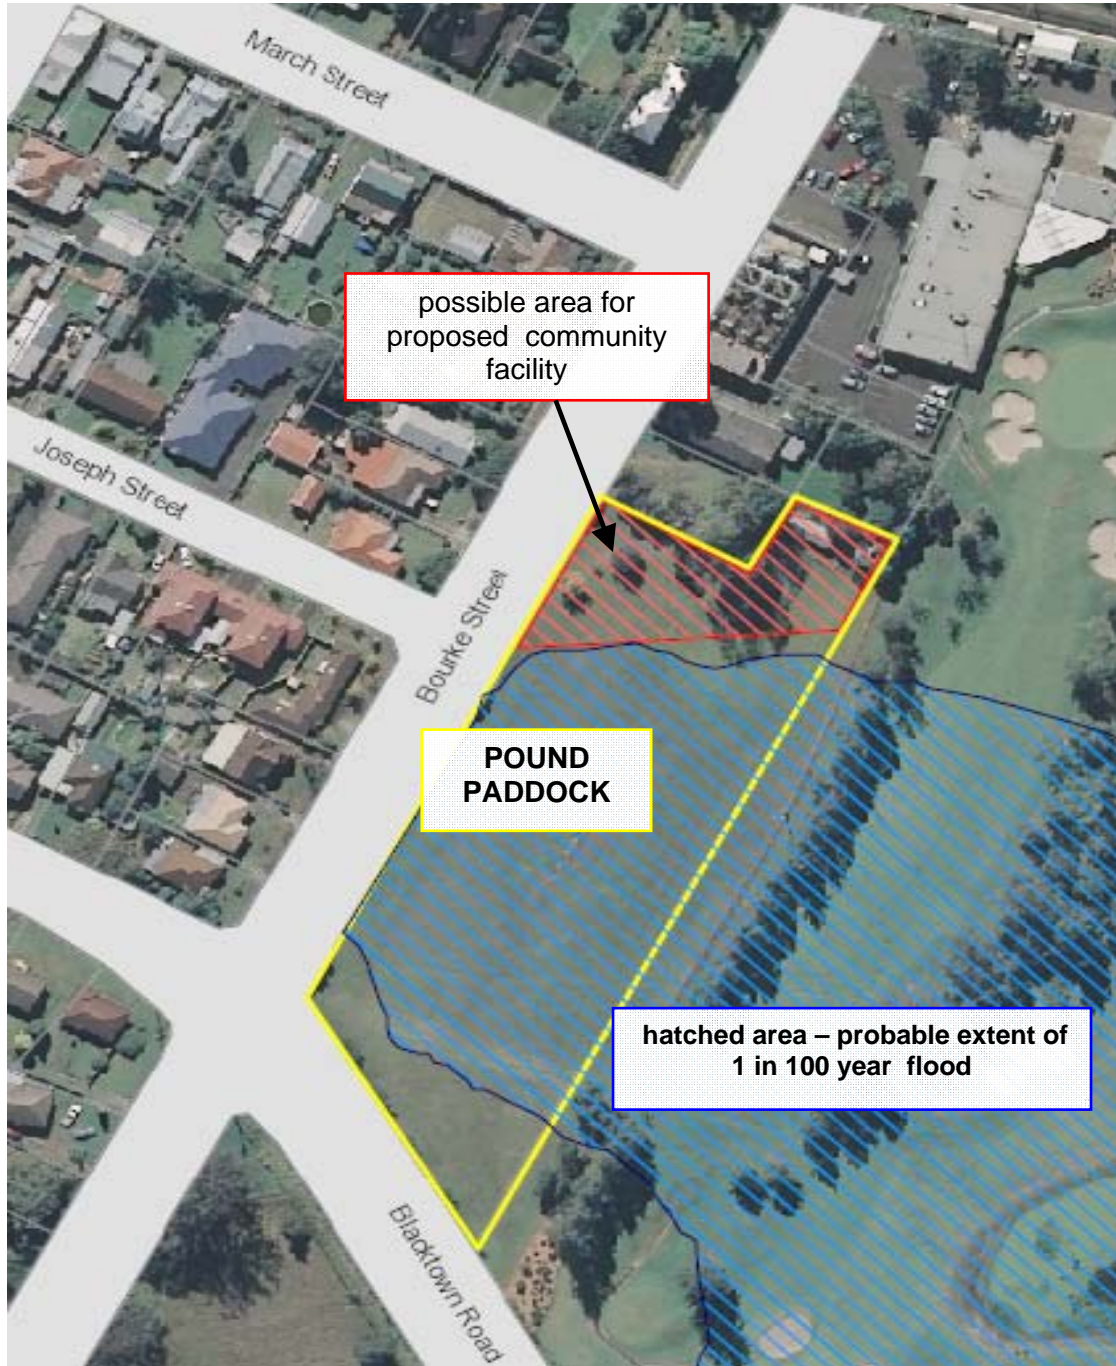 March Street
possible area for
proposed community
facility
Joseph Street
Bourke Street
POUND
PADDOCK
hatched area – probable extent of
1 in 100 year flood
Blacktown Road